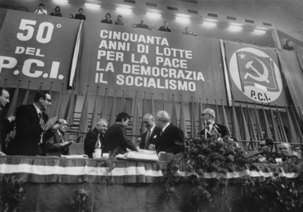 50°
DEL
P.C.I.
CINQUANTA
ANNI DI LOTTE
PER LA PACE
LA DEMOCRAZIA
IL SOCIALISMO
P.C.I.